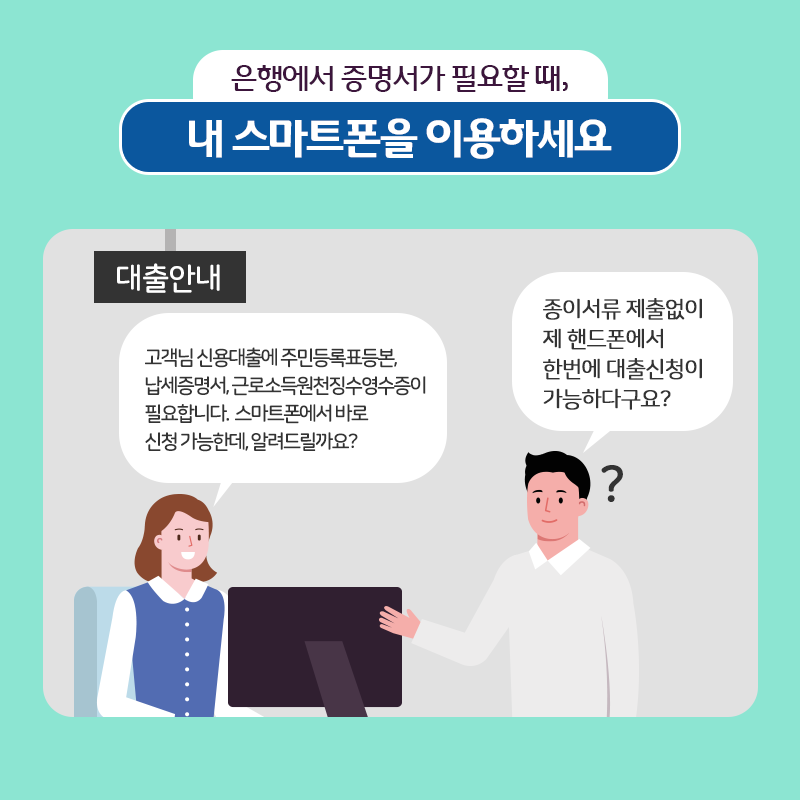 은행에서 증명서가 필요할 때,
내 스마트폰을 이용하세요
대출안내
고객님 신용대출에 주민등록표등본,
납세증명서, 근로소득원천징수영수증이
필요합니다. 스마트폰에서 바로
신청 가능한데, 알려드릴까요?
종이서류 제출없이
제 핸드폰에서
한번에 대출신청이
가능하다구요?
?